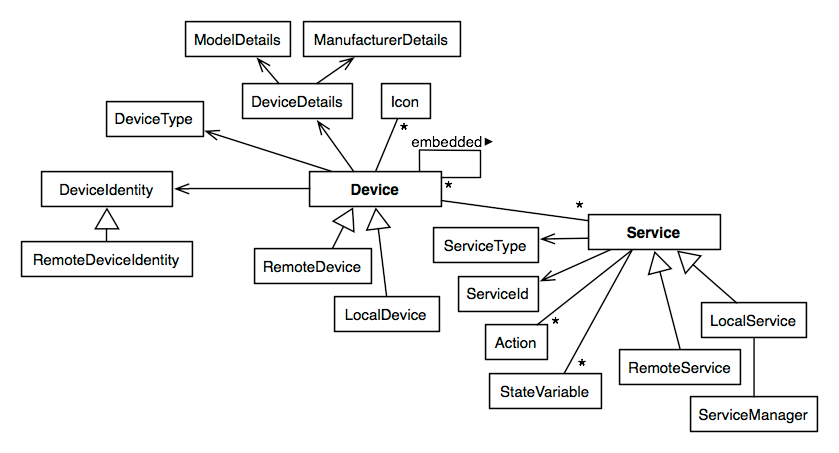 ModelDetails
ManufacturerDetails
DeviceDetails
Icon
DeviceType
*
embedded►
DeviceIdentity
Device
*
*
Service
RemoteDeviceIdentity
RemoteDevice
ServiceType
ServiceId
LocalDevice
*
Action
LocalService
*
RemoteService
StateVariable
ServiceManager